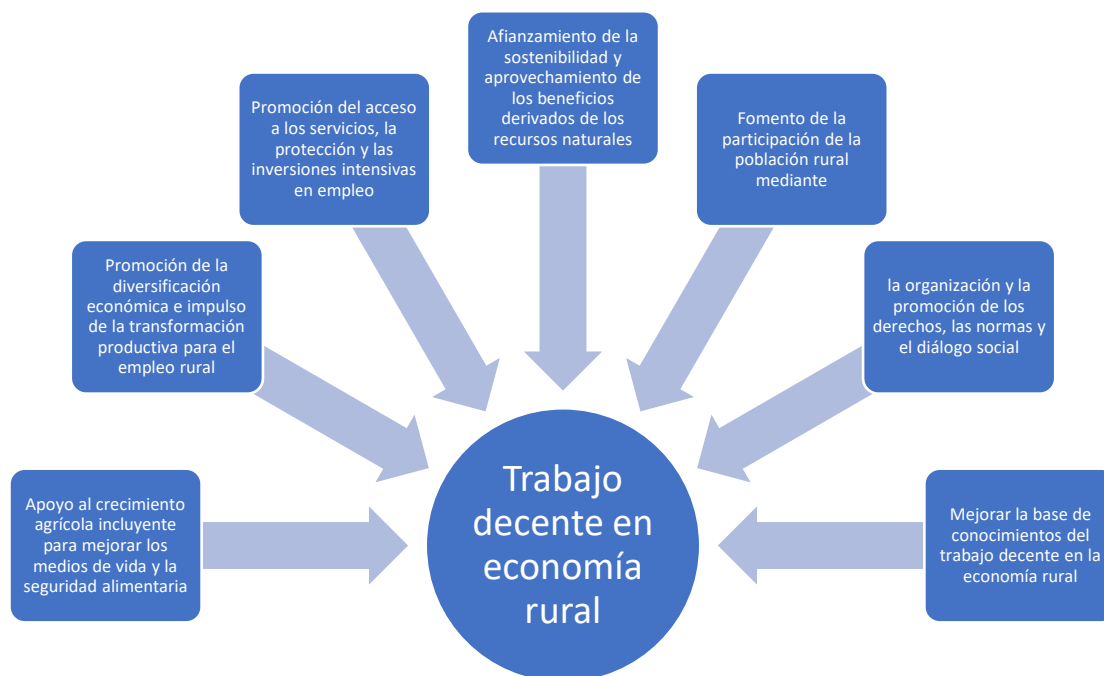 Afianzamiento de la
sostenibilidad y
aprovechamiento de
los beneficios
derivados de los
recursos naturales
Promoción del acceso
a los servicios, la
protección y las
inversiones intensivas
en empleo
Fomento de la
participación de la
población rural
mediante
Promoción de la
diversificación
económica e impulso
de la transformación
productiva para el
empleo rural
la organización y la
promoción de los
derechos, las normas y
el diálogo social
Apoyo al crecimiento
agrícola incluyente
para mejorar los
medios de vida y la
seguridad alimentaria
Trabajo
decente en
economía
rural
Mejorar la base de
conocimientos del
trabajo decente en la
economía rural